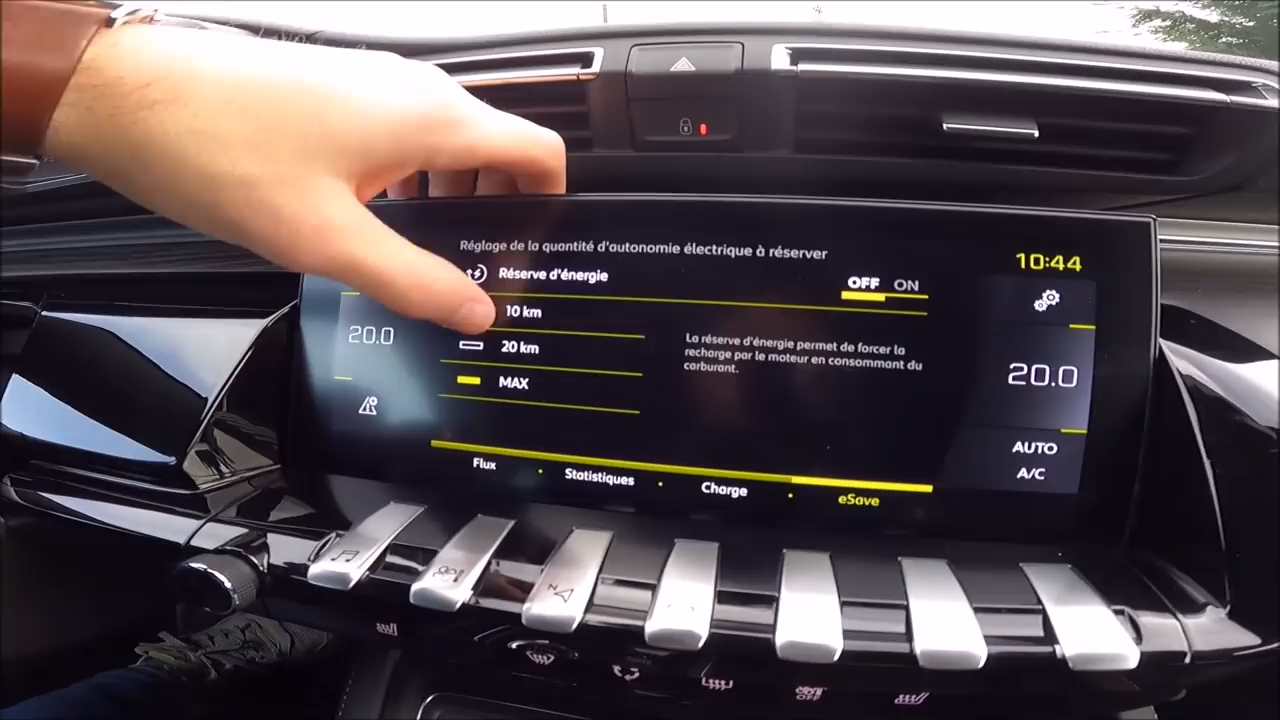 Réglage de la quantité d'autonomie électrique à réserver
10:44
Réserve d'énergie
OFF ON
10 km
20.0
20 km
La réserve d'énergie permet de forcer la
recharge par le moteur en consommant du
carburant.
20.0
MAX
AUTO
A/C
Flux
Statistiques
Charge
eSave
N
OFF